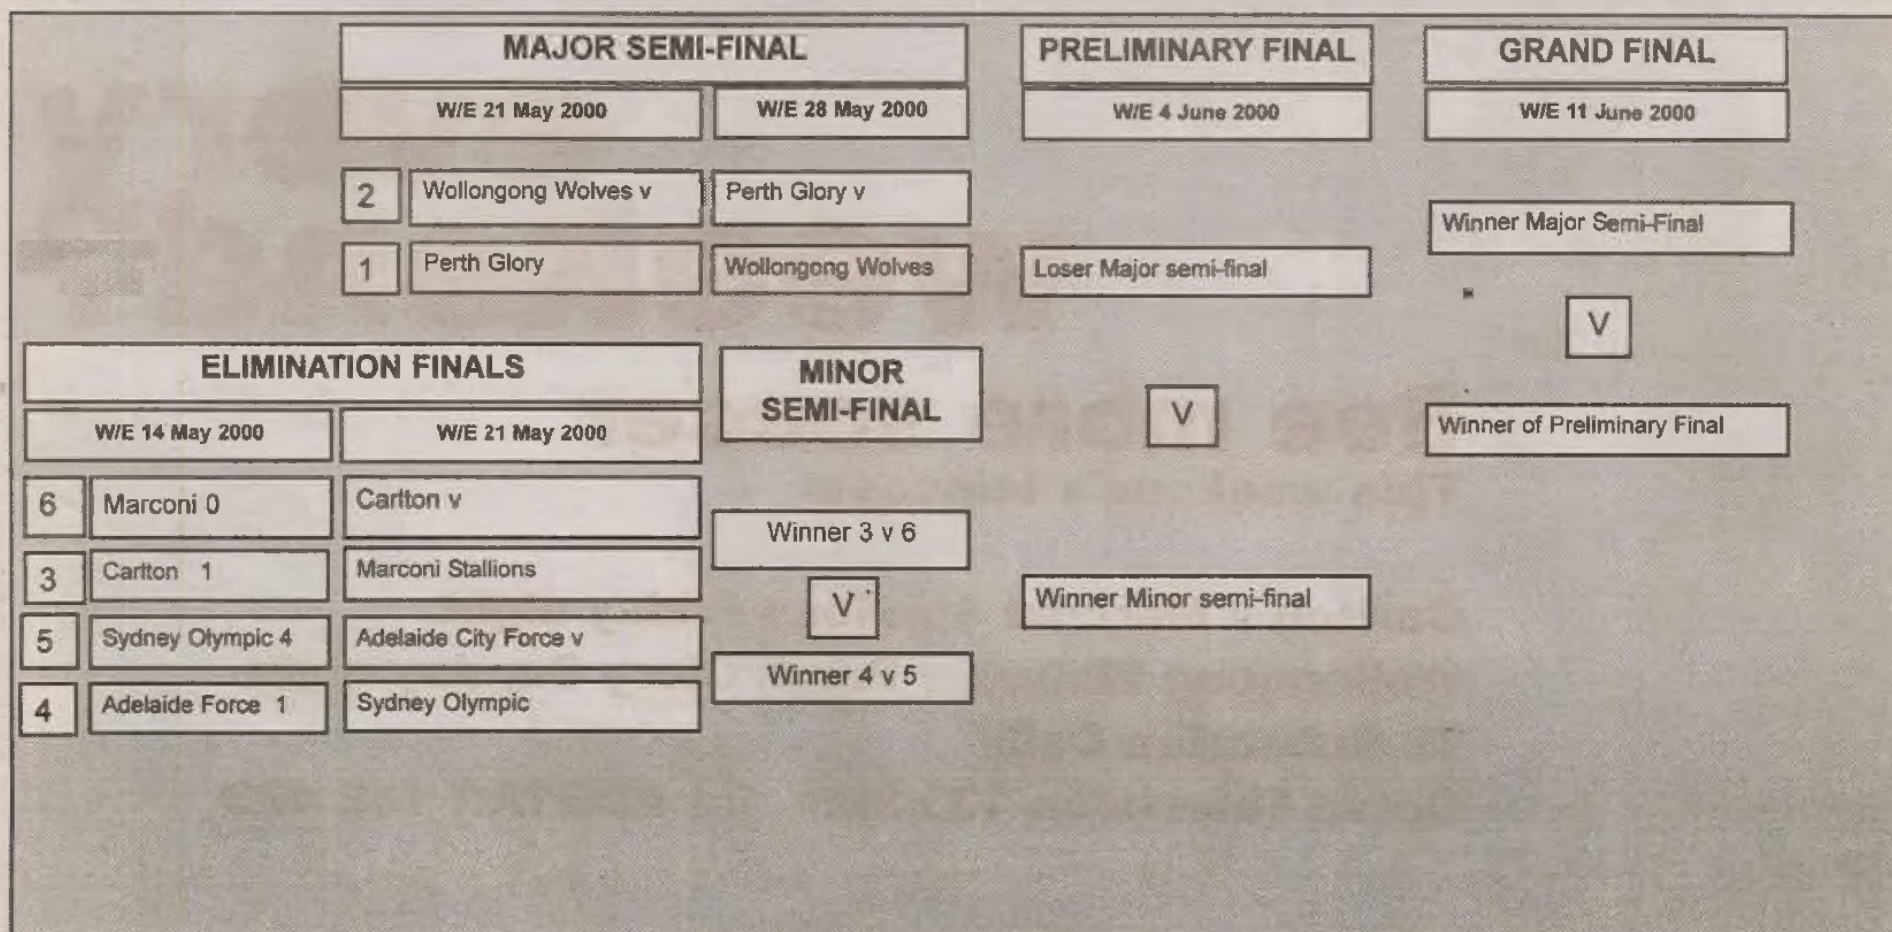 MAJOR SEMI-FINAL
W/E 21 May 2000
W/E 28 May 2000
2
Wollongong Wolves v
Perth Glory v
1
Perth Glory
Wollongong Wolves
PRELIMINARY FINAL
W/E 4 June 2000
Loser Major semi-final
V
Winner Minor semi-final
GRAND FINAL
W/E 11 June 2000
Winner Major Semi-Final
V
Winner of Preliminary Final
ELIMINATION FINALS
W/E 14 May 2000
W/E 21 May 2000
6
Marconi 0
Carlton v
3
Carlton 1
Marconi Stallions
5
Sydney Olympic 4
Adelaide City Force v
4
Adelaide Force 1
Sydney Olympic
MINOR
SEMI-FINAL
Winner 3 v 6
V
Winner 4 v 5